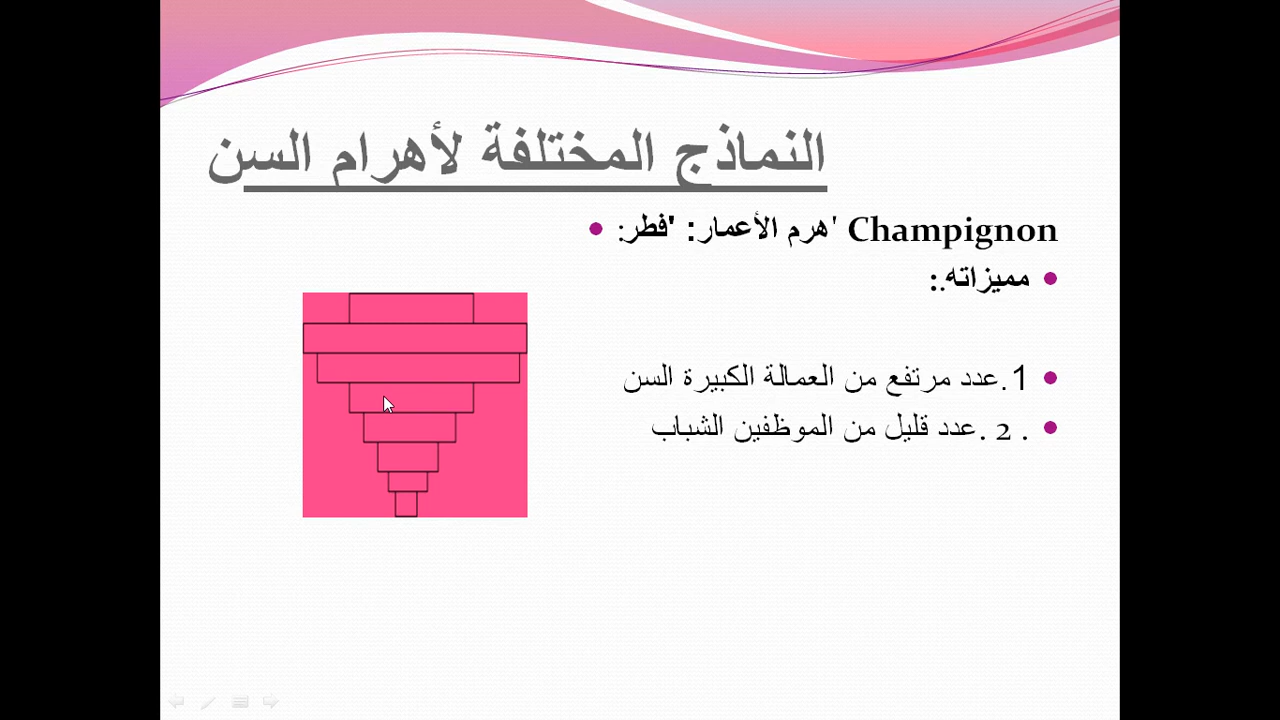 النماذج المختلفة لأهرام السن
Champignon 'هرم الأعمار: 'فطر:
مميزاته.:
1.عدد مرتفع من العمالة الكبيرة السن
. 2 .عدد قليل من الموظفين الشباب